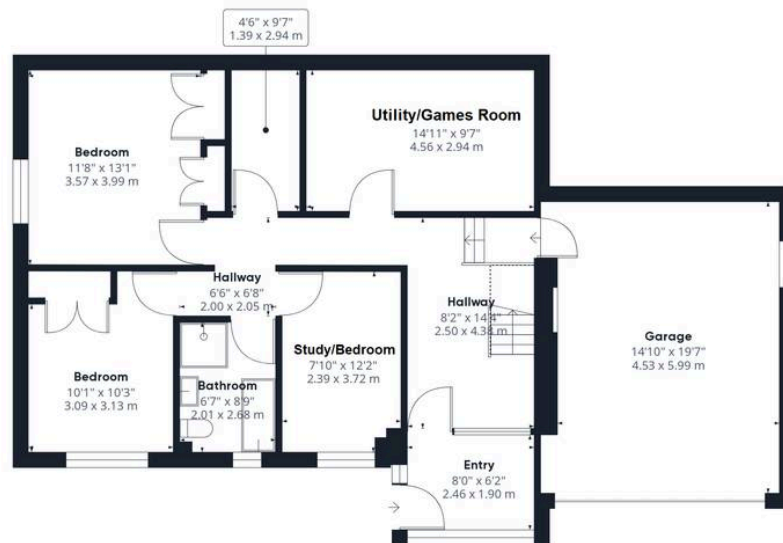 4'6" x 9'7"
1.39 x 2.94 m
Utility/Games Room
14'11" x 9'7"
4.56 x 2.94 m
Bedroom
11'8" x 13'1"
3.57 x 3.99 m
Hallway
6'6" x 6'8"
2.00 x 2.05 m
Hallway
8'2" x 14'4"
2.50 x 4.38 m
Garage
14'10" x 19'7"
4.53 x 5.99 m
Study/Bedroom
7'10" x 12'2"
2.39 x 3.72 m
Bedroom
10'1" x 10'3"
3.09 x 3.13 m
Bathroom
6'7" x 8'9"
2.01 x 2.68 m
Entry
8'0" x 6'2"
2.46 x 1.90 m